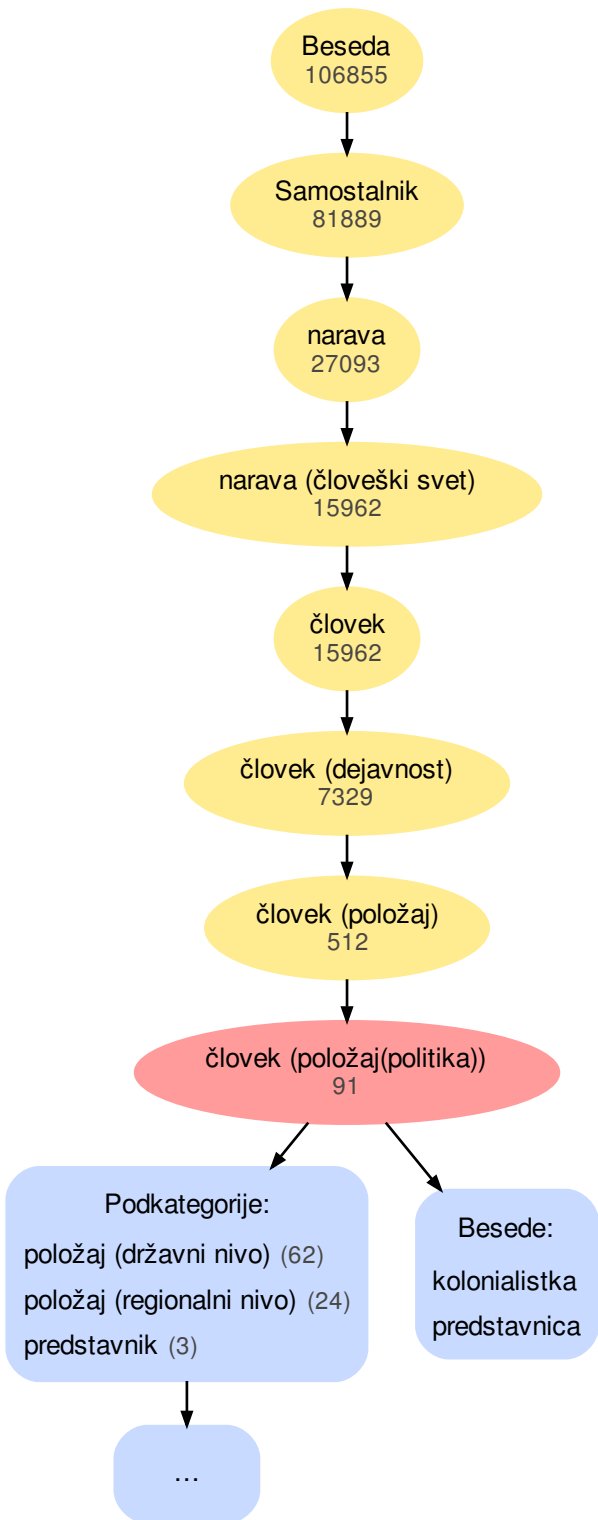 Beseda
106855
Samostalnik
81889
narava
27093
narava (človeški svet)
15962
človek
15962
človek (dejavnost)
7329
človek (položaj)
512
človek (položaj(politika))
91
Podkategorije:
položaj (državni nivo) (62)
položaj (regionalni nivo) (24)
predstavnik (3)
Besede:
kolonialistka
predstavnica
...